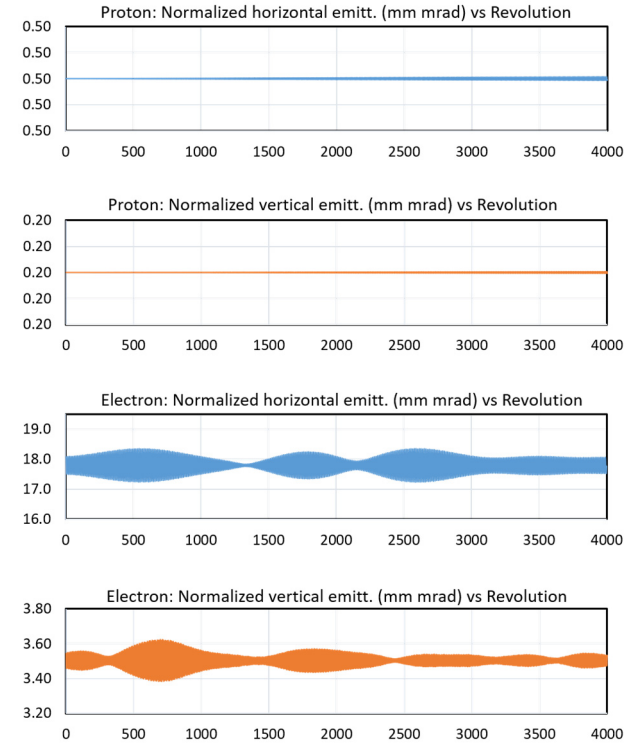 Proton: Normalized horizontal emitt. (mm mrad) vs Revolution
0.50
0.50
0.50
0.50
0.50
0 500 1000 1500 2000 2500 3000 3500 4000
Proton: Normalized vertical emitt. (mm mrad) vs Revolution
0.20
0.20
0.20
0.20
0.20
0 500 1000 1500 2000 2500 3000 3500 4000
Electron: Normalized horizontal emitt. (mm mrad) vs Revolution
19.0
18.0
17.0
16.0
0 500 1000 1500 2000 2500 3000 3500 4000
Electron: Normalized vertical emitt. (mm mrad) vs Revolution
3.80
3.60
3.40
3.20
0 500 1000 1500 2000 2500 3000 3500 4000